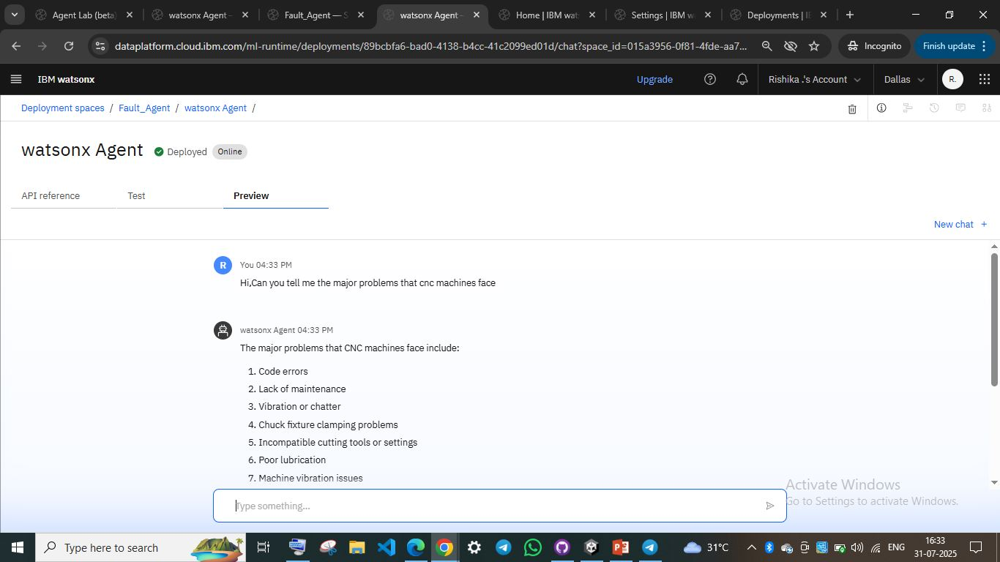 Agent Lab (beta)
watsonx Agent –
Fault_Agent — S
watsonx Agent –
Home | IBM wat
Settings | IBM w
Deployments | I
dataplatform.cloud.ibm.com/ml-runtime/deployments/89bcbfa6-bad0-4138-b4cc-41c2099ed01d/chat?space_id=015a3956-0f81-4fde-aa7...
Incognito
Finish update
IBM watsonx
Upgrade
Rishika .'s Account
Dallas
R.
Deployment spaces / Fault_Agent / watsonx Agent /
watsonx Agent
Deployed
Online
API reference
Test
Preview
New chat +
R
You 04:33 PM
Hi,Can you tell me the major problems that cnc machines face
watsonx Agent 04:33 PM
The major problems that CNC machines face include:
1. Code errors
2. Lack of maintenance
3. Vibration or chatter
4. Chuck fixture clamping problems
5. Incompatible cutting tools or settings
6. Poor lubrication
7. Machine vibration issues
Type something...
Activate Windows
Go to Settings to activate Windows.
Type here to search
31°C
ENG
16:33
31-07-2025